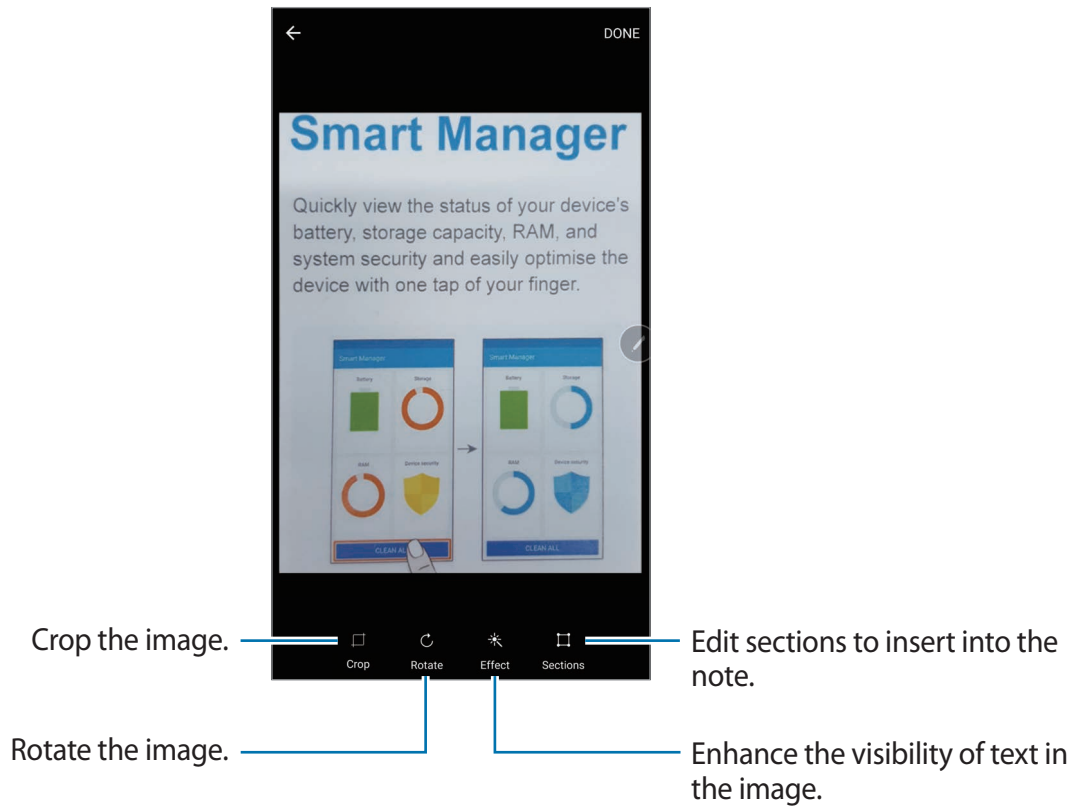 DONE
Smart Manager
Quickly view the status of your device's
battery, storage capacity, RAM, and
system security and easily optimise the
device with one tap of your finger.
Smart Manager
Smart Manager
Battery
Storage
Battery
Storage
RAM
Device security
RAM
Device security
CLEAN AL
CLEAN ALL
Crop the image.
Crop
Rotate
Effect
Sections
Edit sections to insert into the
note.
Rotate the image.
Enhance the visibility of text in
the image.